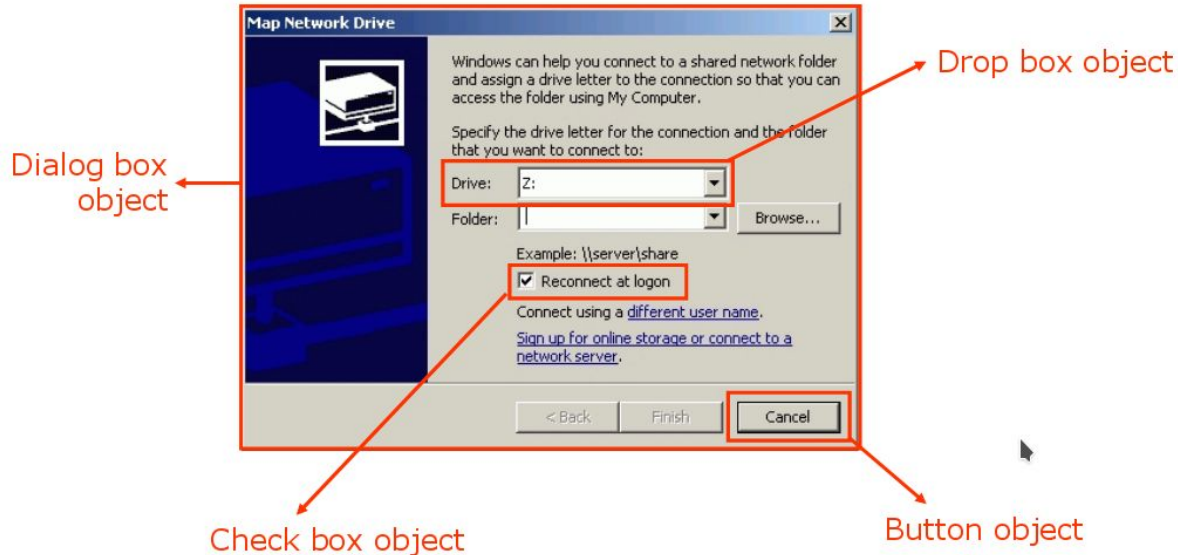 Map Network Drive
Windows can help you connect to a shared network folder
and assign a drive letter to the connection so that you can
access the folder using My Computer.
Specify the drive letter for the connection and the folder
that you want to connect to:
Drive: Z:
Folder: Browse...
Example: \\server\share
Reconnect at logon
Connect using a different user name.
Sign up for online storage or connect to a
network server.
< Back Finish Cancel
Drop box object
Dialog box
object
Check box object
Button object